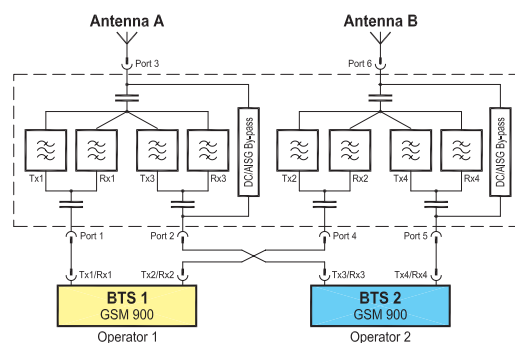 Antenna A
Antenna B
Port 3
Port 6
Tx1
Rx1
Tx3
Rx3
DC/AISG By-pass
Tx2
Rx2
Tx4
Rx4
DC/AISG By-pass
Port 1
Port 2
Port 4
Port 5
Tx1/Rx1
Tx2/Rx2
Tx3/Rx3
Tx4/Rx4
BTS 1
GSM 900
BTS 2
GSM 900
Operator 1
Operator 2